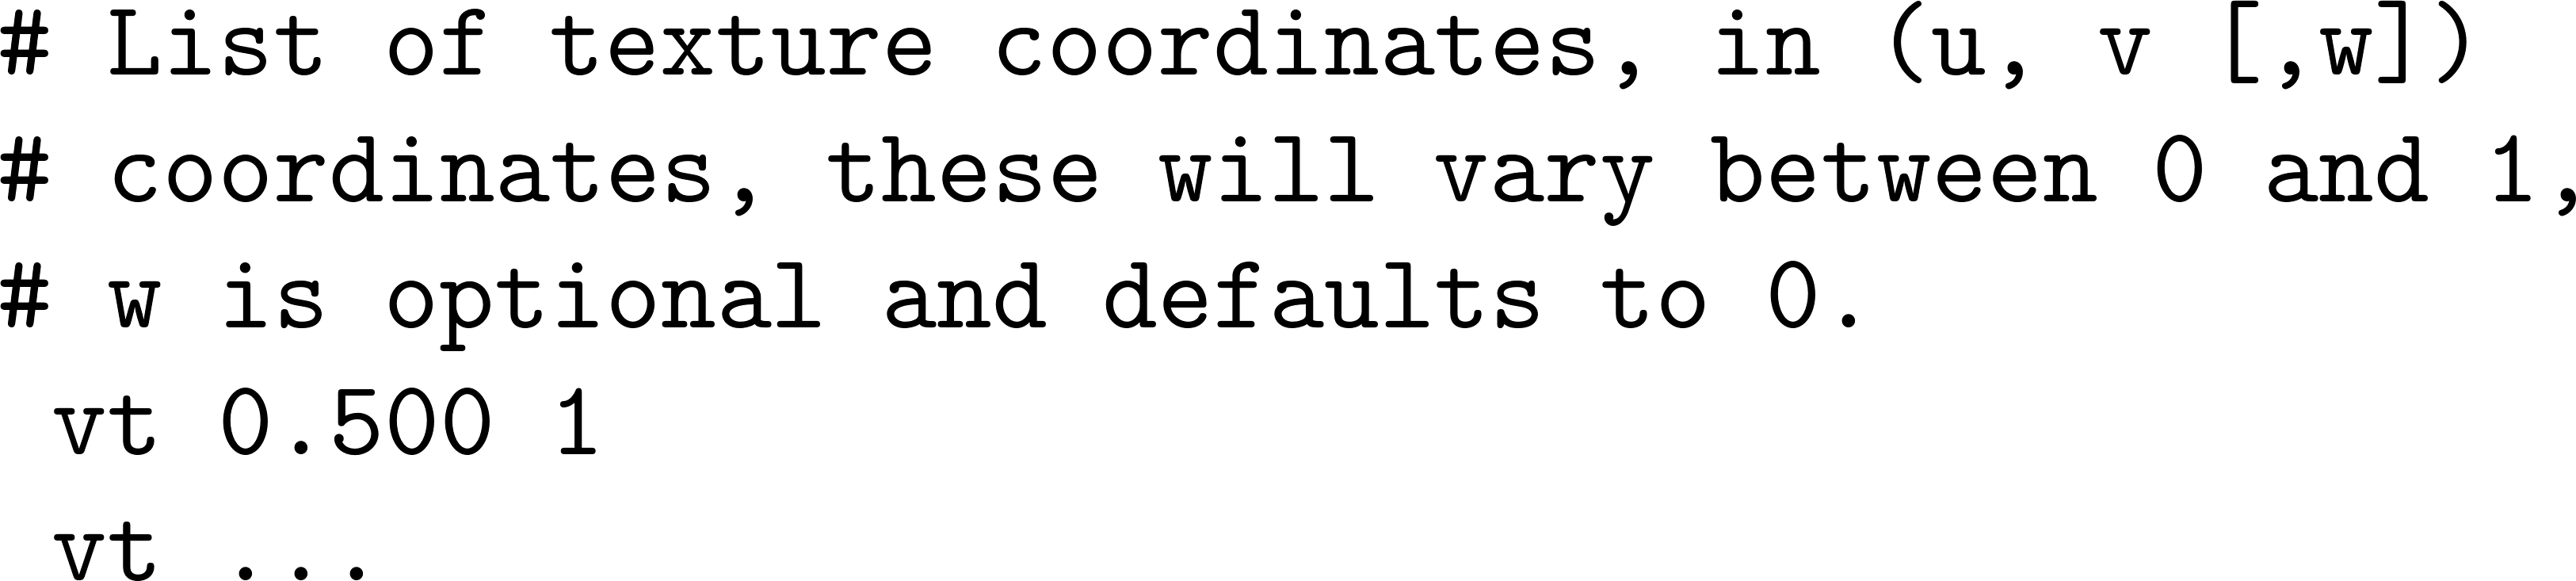 # List of texture coordinates, in (u, v [,w])
# coordinates, these will vary between 0 and 1,
# w is optional and defaults to 0.
 vt 0.500 1
 vt ...